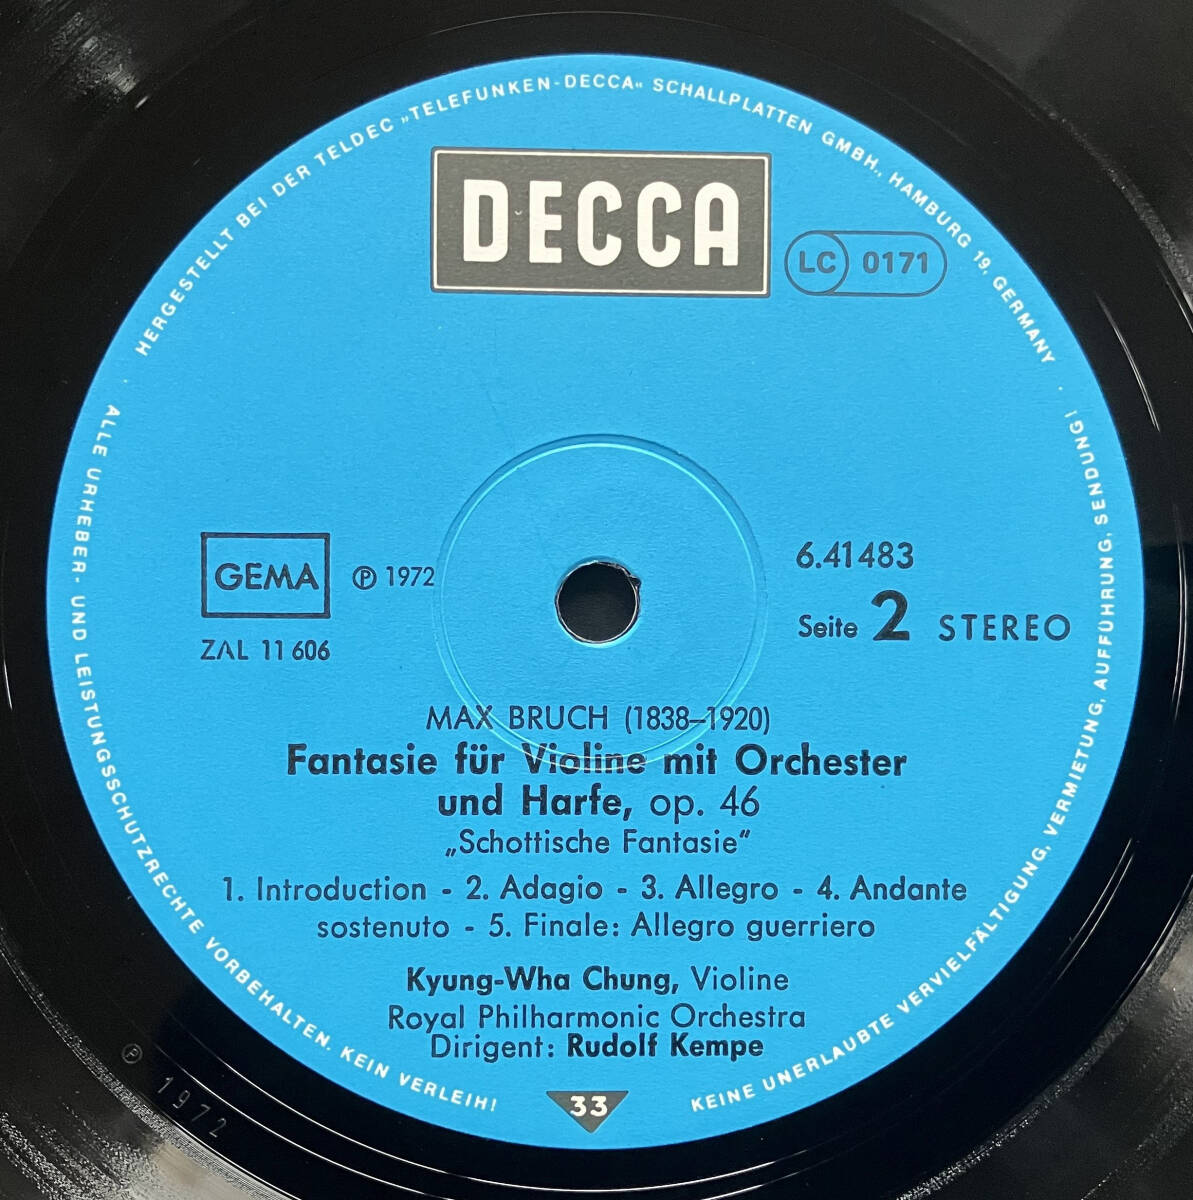 HERGESTELLT BEI DER TELDEC „TELEFUNKEN-DECCA“ SCHALLPLATTEN GMBH., HAMBURG 19, GERMANY
DECCA
LC 0171
GEMA
℗ 1972
ZAL 11 606
6.41483
Seite 2 STEREO
MAX BRUCH (1838–1920)
Fantasie für Violine mit Orchester
und Harfe, op. 46
„Schottische Fantasie“
1. Introduction - 2. Adagio - 3. Allegro - 4. Andante
sostenuto - 5. Finale: Allegro guerriero
Kyung-Wha Chung, Violine
Royal Philharmonic Orchestra
Dirigent: Rudolf Kempe
33
ALLE URHEBER- UND LEISTUNGSSCHUTZRECHTE VORBEHALTEN. KEIN VERLEIH!
KEINE UNERLAUBTE VERVIELFÄLTIGUNG, VERMIETUNG, AUFFÜHRUNG, SENDUNG!
℗ 1972